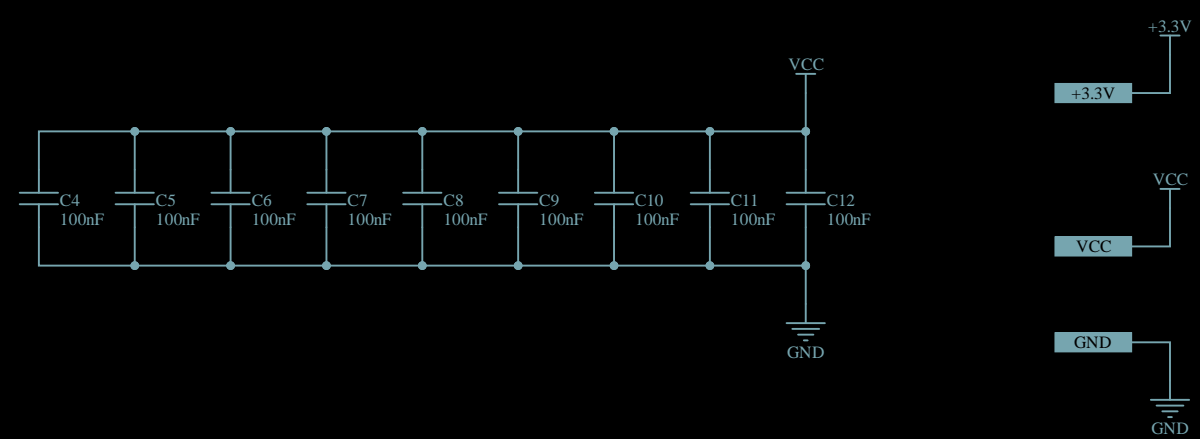 +3.3V
VCC
+3.3V
C4 C5 C6 C7 C8 C9 C10 C11 C12
100nF 100nF 100nF 100nF 100nF 100nF 100nF 100nF 100nF
VCC
VCC
GND
GND
GND